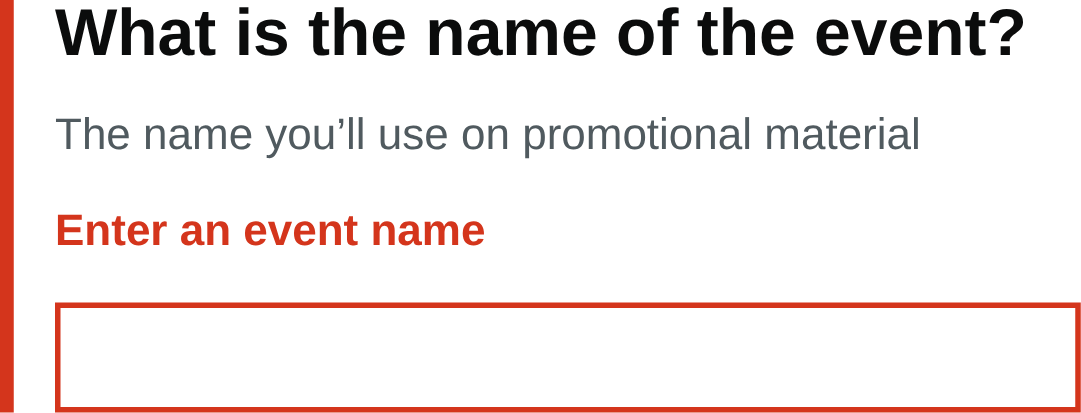 What is the name of the event?
The name you’ll use on promotional material
Enter an event name